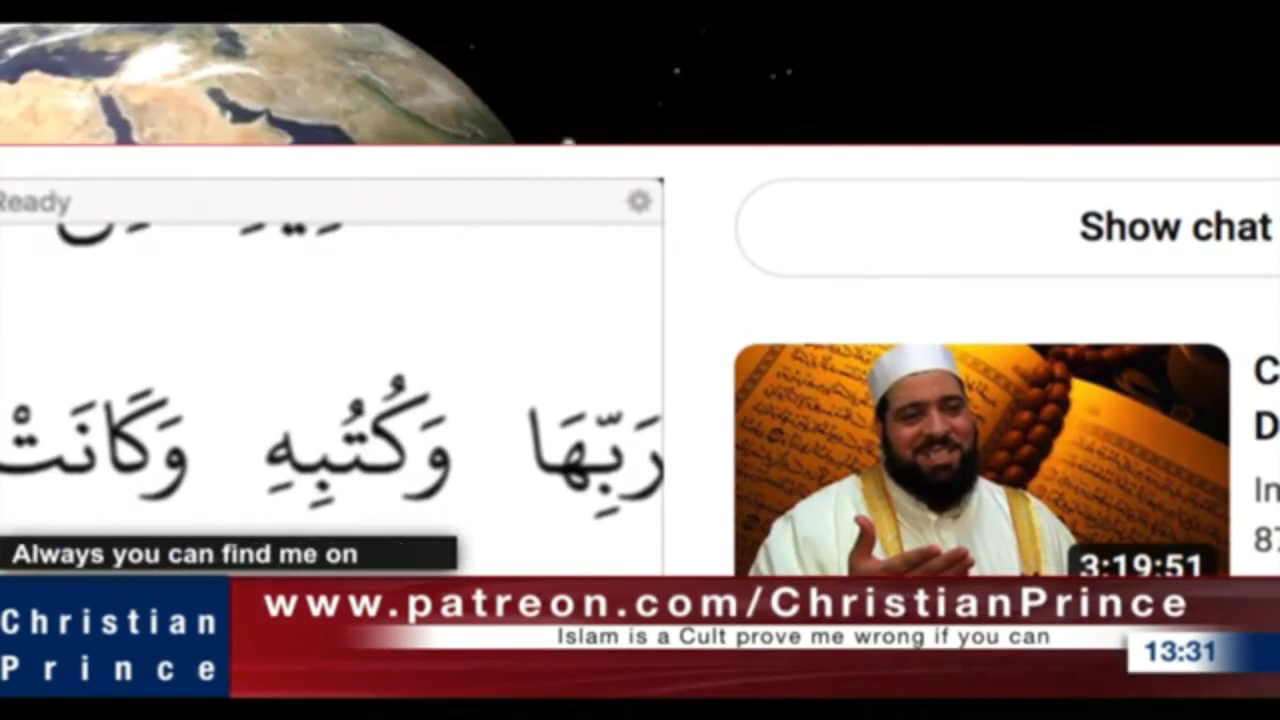 Ready
Show chat
رَبِّهَا وَكُتُبِهِ وَكَانَتْ
3:19:51
Always you can find me on
www.patreon.com/ChristianPrince
Christian
Prince
Islam is a Cult prove me wrong if you can
13:31